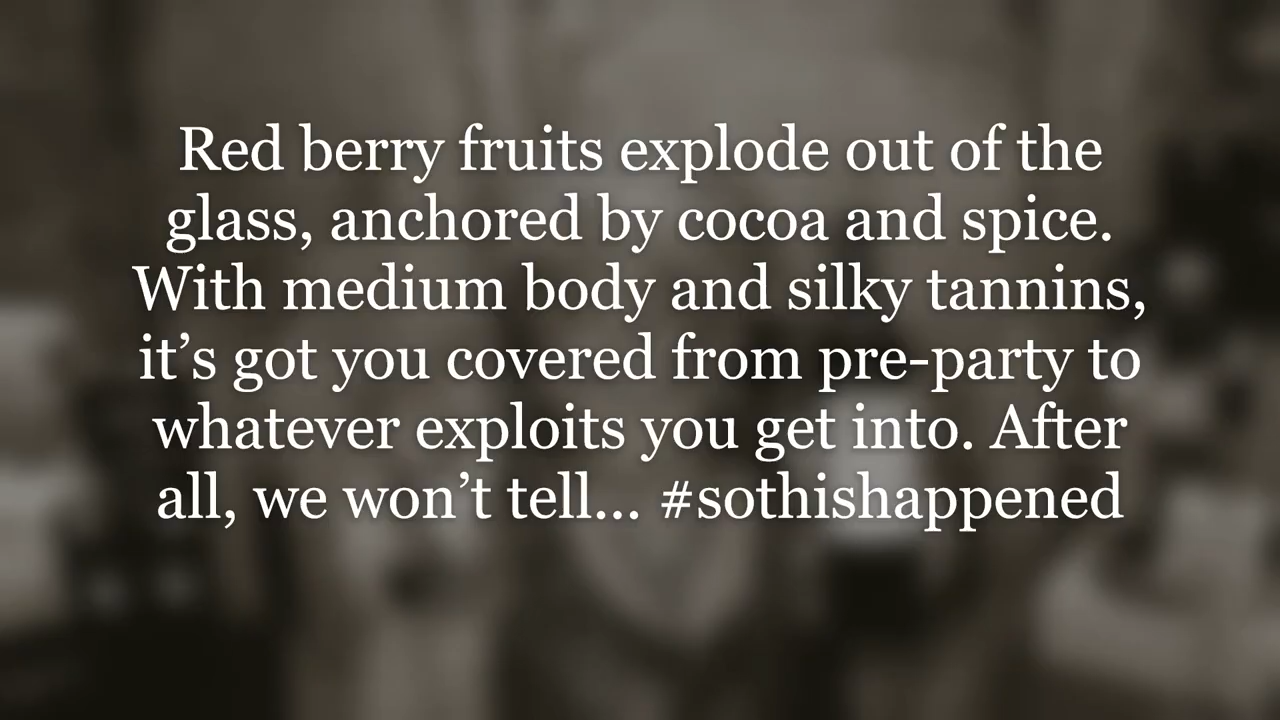 Red berry fruits explode out of the
glass, anchored by cocoa and spice.
With medium body and silky tannins,
it’s got you covered from pre-party to
whatever exploits you get into. After
all, we won’t tell... #sothishappened